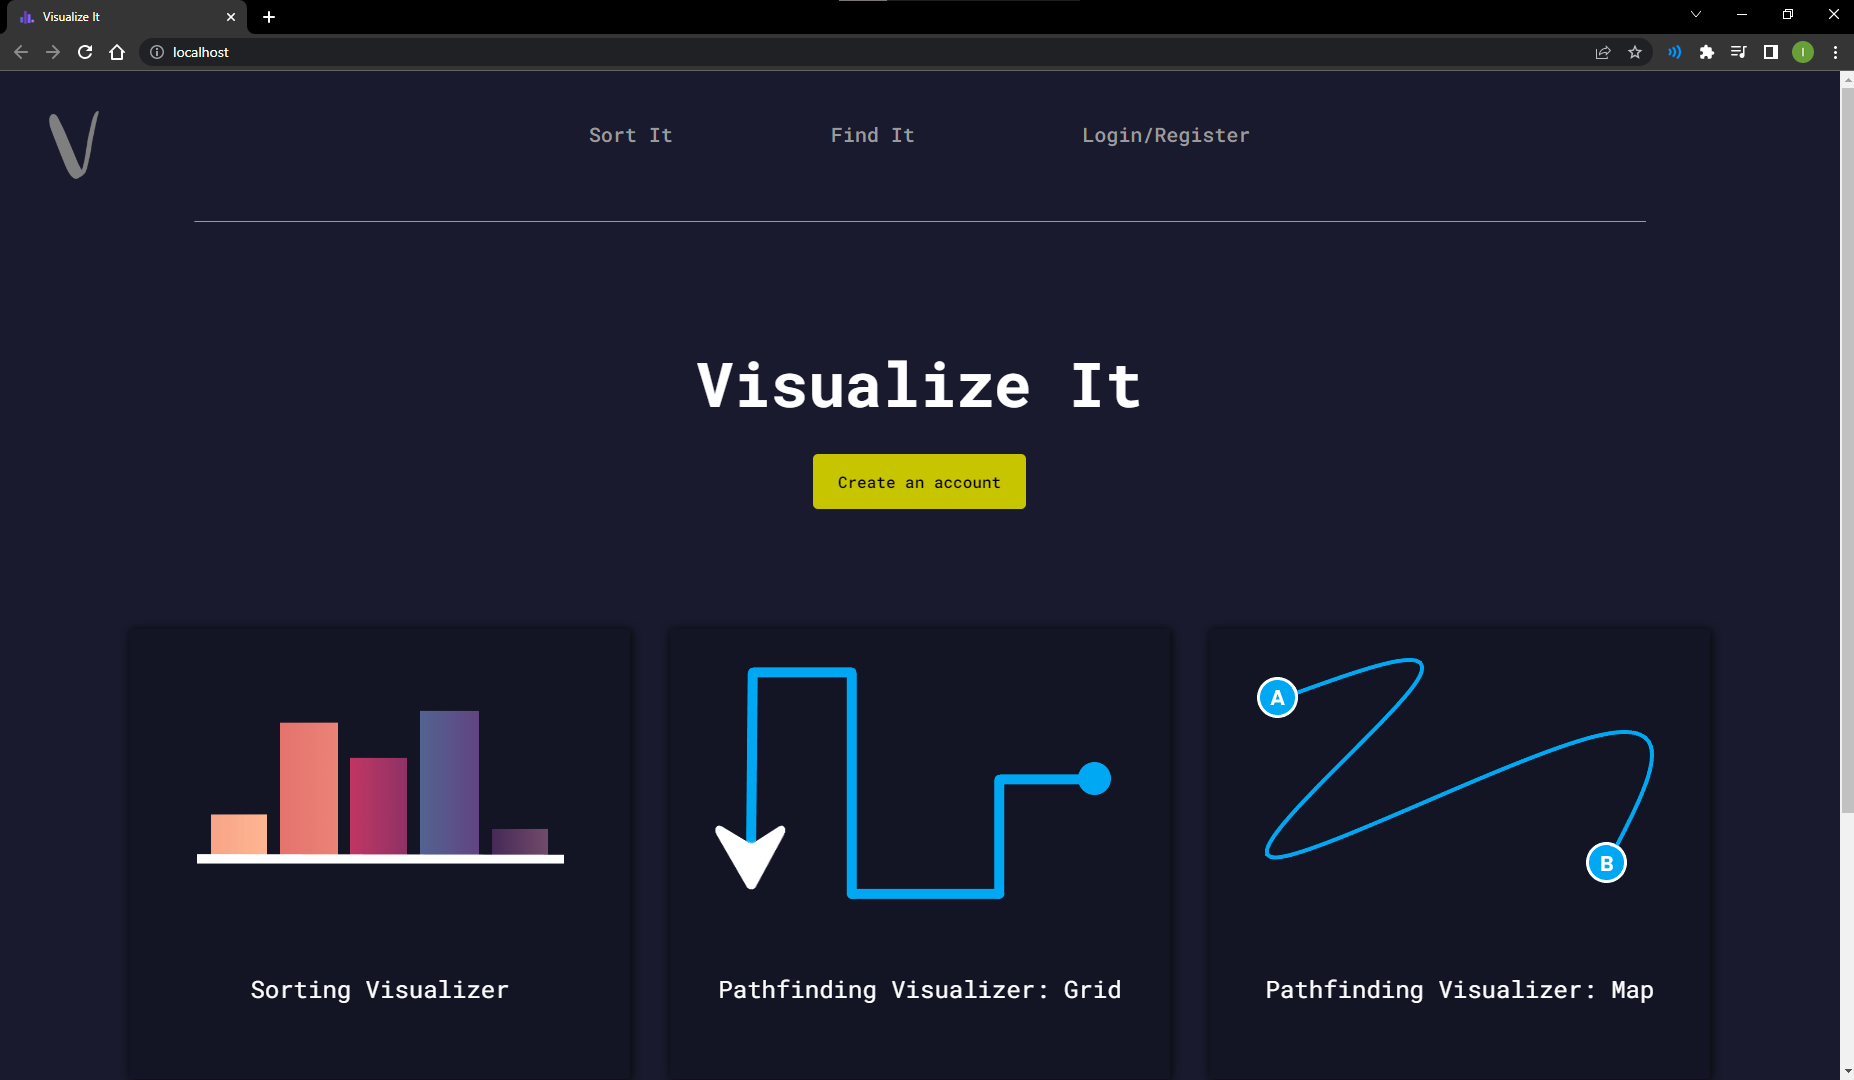 Visualize It
localhost
I
V
Sort It
Find It
Login/Register
Visualize It
Create an account
A
B
Sorting Visualizer
Pathfinding Visualizer: Grid
Pathfinding Visualizer: Map